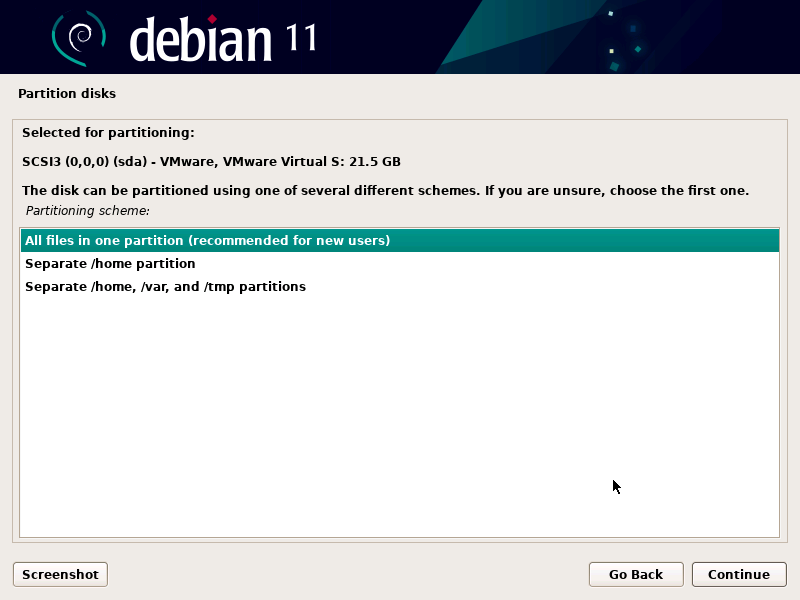 debian 11
Partition disks
Selected for partitioning:
SCSI3 (0,0,0) (sda) - VMware, VMware Virtual S: 21.5 GB
The disk can be partitioned using one of several different schemes. If you are unsure, choose the first one.
Partitioning scheme:
All files in one partition (recommended for new users)
Separate /home partition
Separate /home, /var, and /tmp partitions
Screenshot
Go Back
Continue